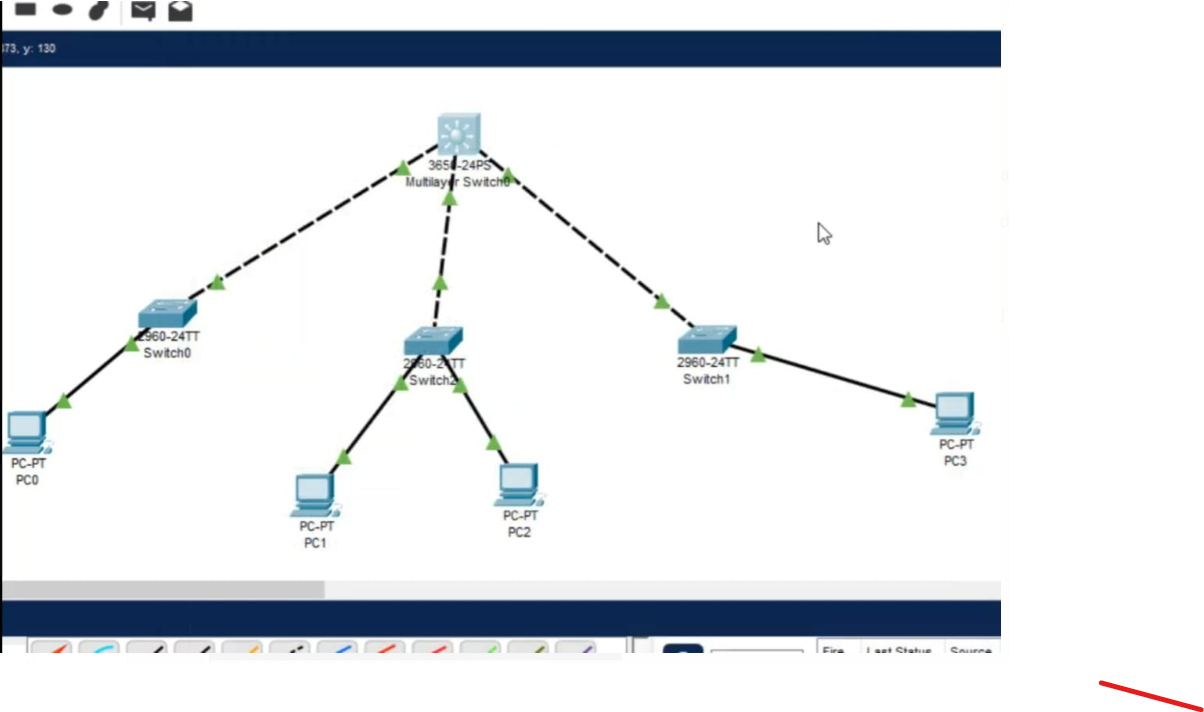 73, y: 130
24PS
Multilayer Switch0
2960-24TT
Switch0
2960-24TT
Switch2
2960-24TT
Switch1
PC-PT
PC0
PC-PT
PC1
PC-PT
PC2
PC-PT
PC3
Fire Last Status Source